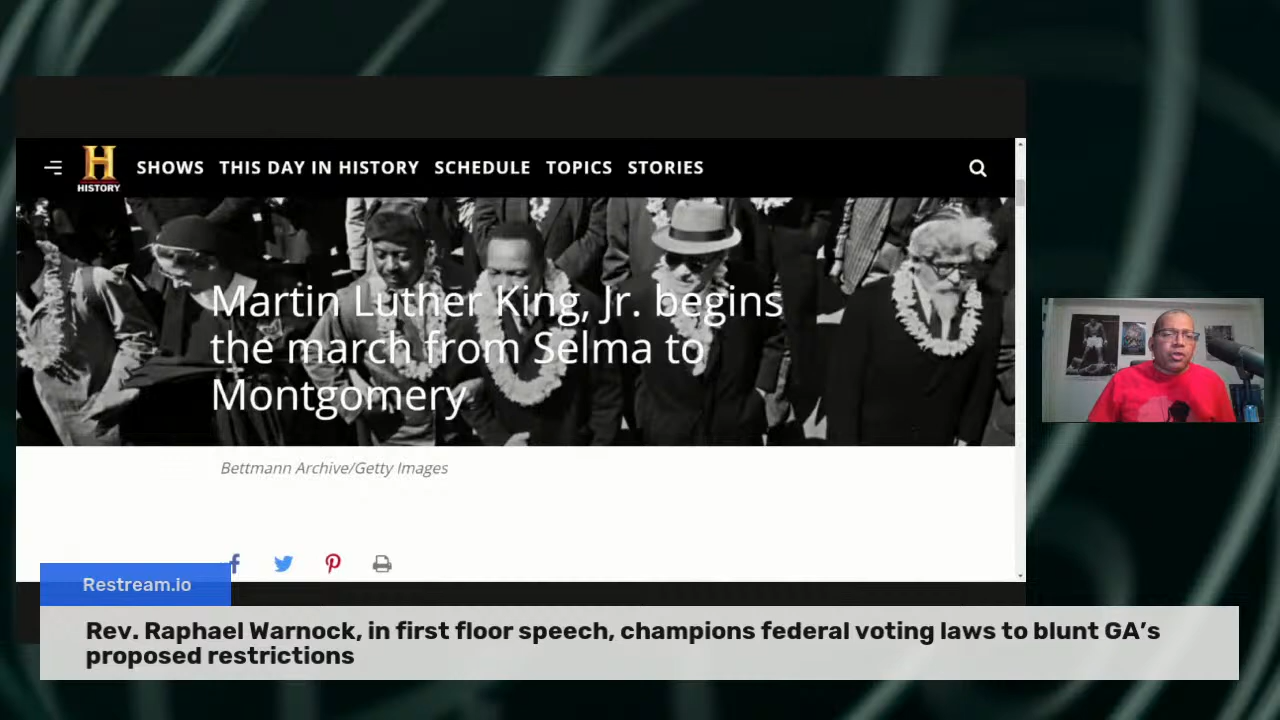 H
HISTORY
SHOWS THIS DAY IN HISTORY SCHEDULE TOPICS STORIES
Martin Luther King, Jr. begins
the march from Selma to
Montgomery
Bettmann Archive/Getty Images
Restream.io
Rev. Raphael Warnock, in first floor speech, champions federal voting laws to blunt GA’s
proposed restrictions